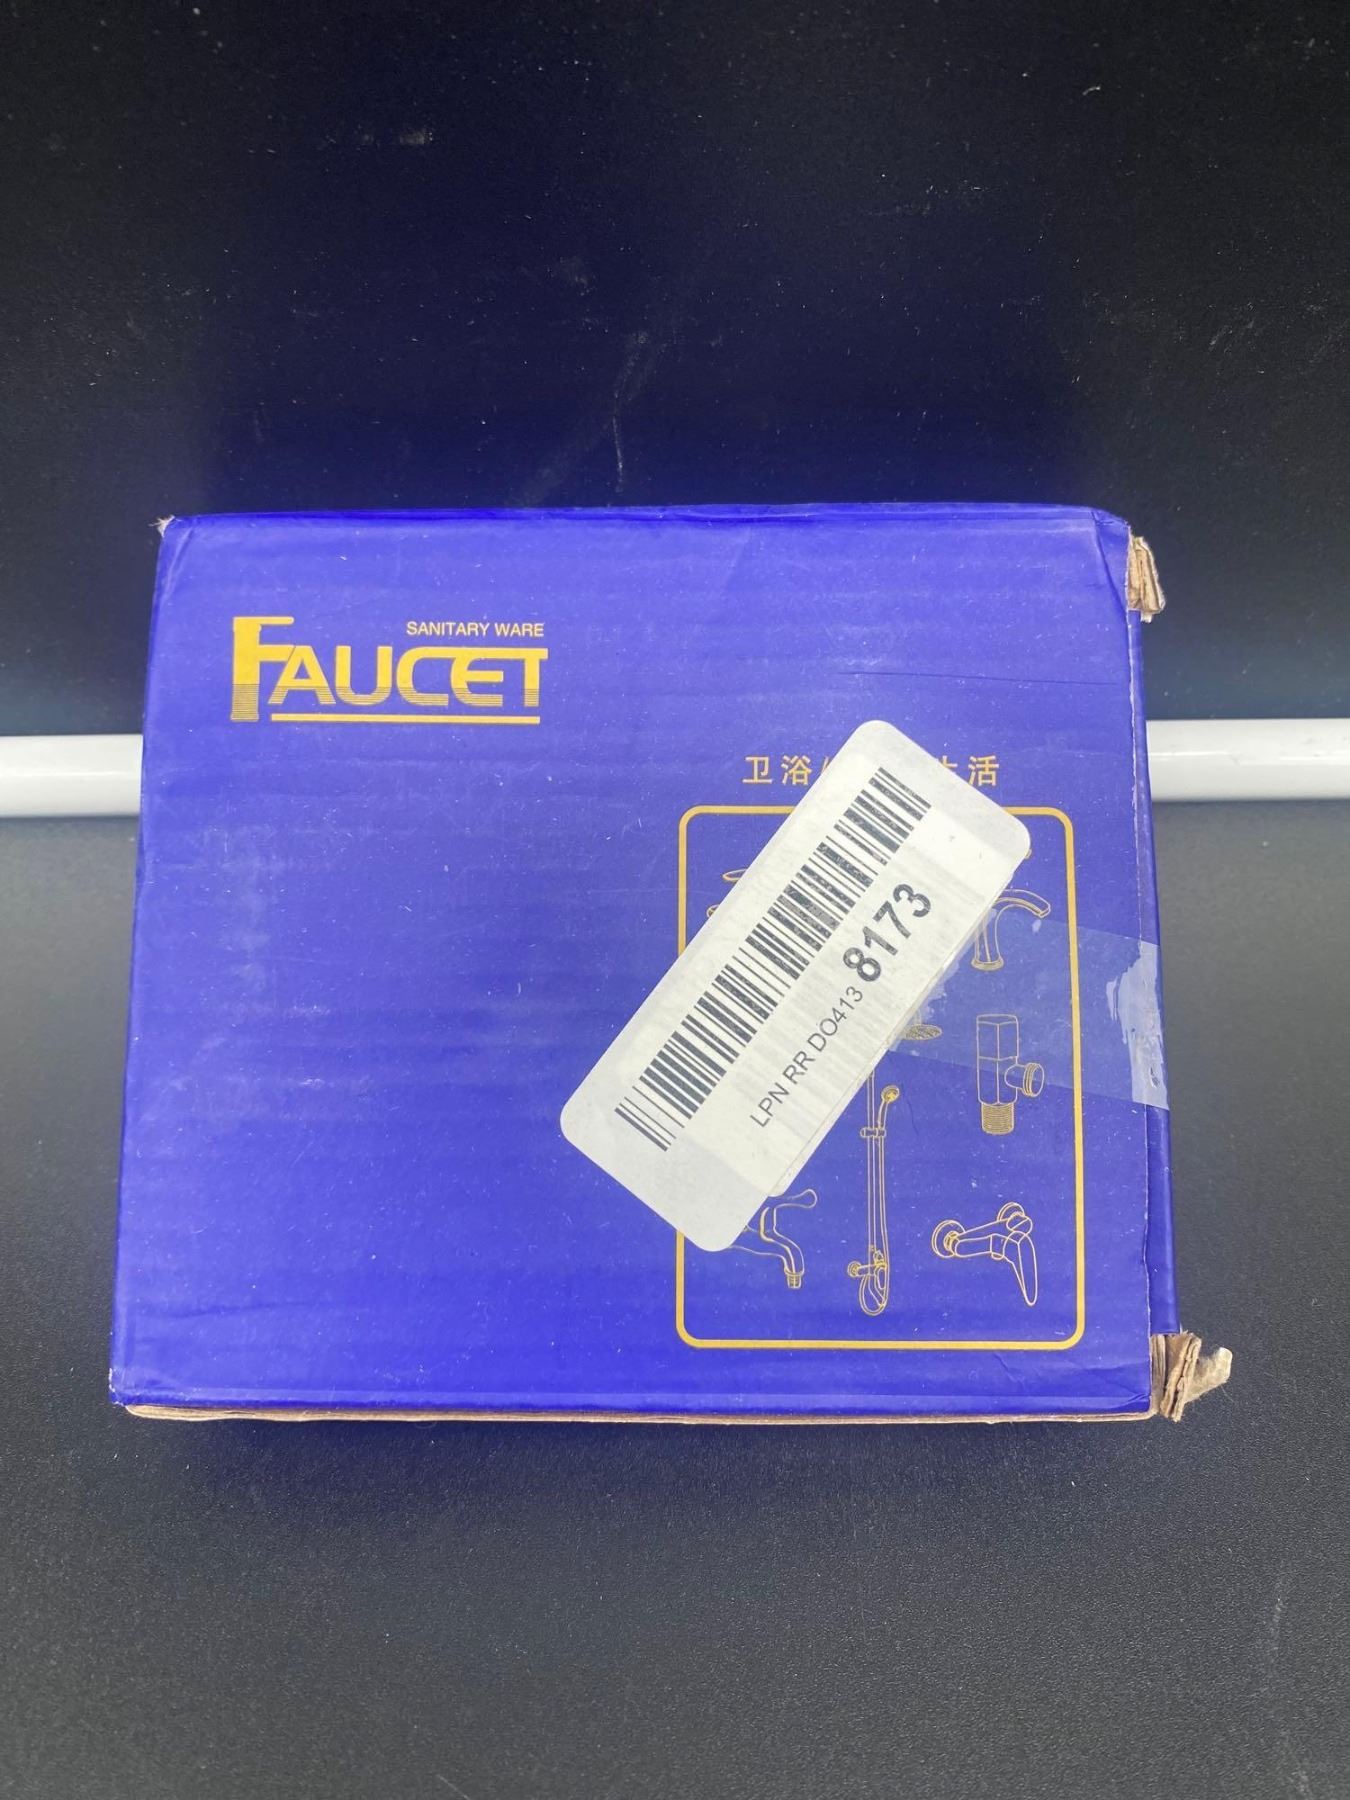 SANITARY WARE
FAUCET
卫浴 活
LPN RR DO413 8173